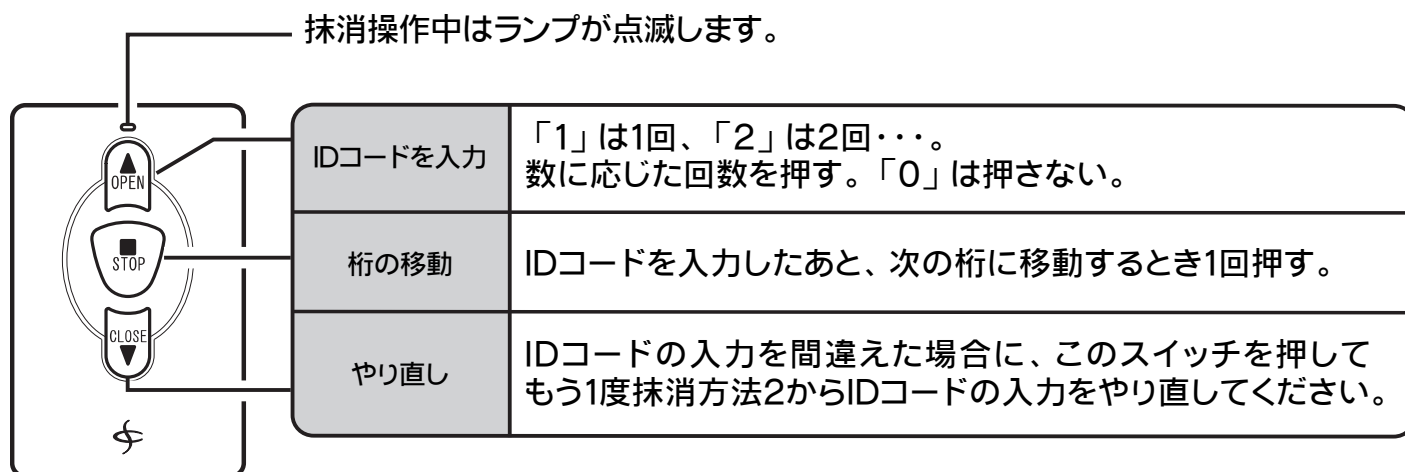 抹消操作中はランプが点滅します。
OPEN
STOP
CLOSE
IDコードを入力
「1」は1回、「2」は2回・・・。
数に応じた回数を押す。「0」は押さない。
桁の移動
IDコードを入力したあと、次の桁に移動するとき1回押す。
やり直し
IDコードの入力を間違えた場合に、このスイッチを押して
もう1度抹消方法2からIDコードの入力をやり直してください。